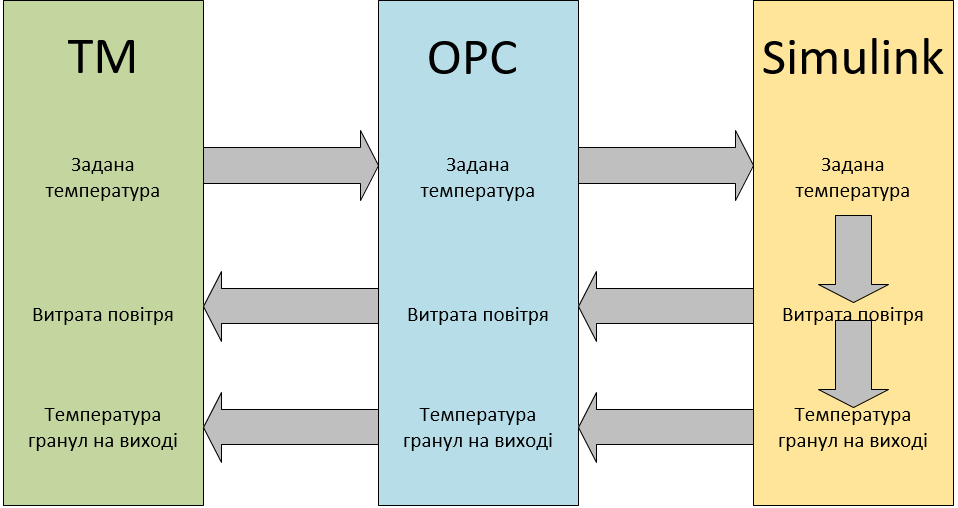 ТМ
Задана
температура
Витрата повітря
Температура
гранул на виході
OPC
Задана
температура
Витрата повітря
Температура
гранул на виході
Simulink
Задана
температура
Витрата повітря
Температура
гранул на виході